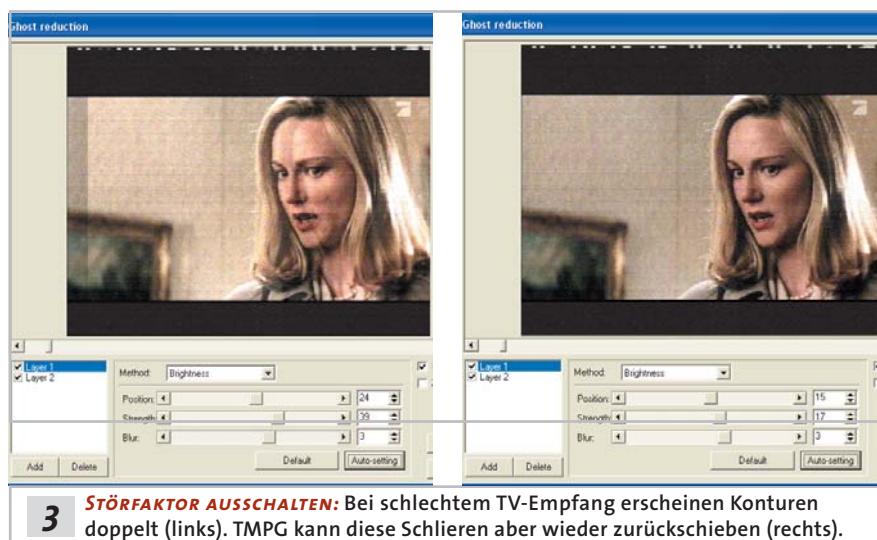 Ghost reduction
Layer 1
Layer 2
Method: Brightness
Position: 24
Strength: 39
Blur: 3
Default Auto-setting
Add Delete
Ghost reduction
Layer 1
Layer 2
Method: Brightness
Position: 15
Strength: 17
Blur: 3
Default Auto-setting
Add Delete
3 STÖRFAKTOR AUSSCHALTEN: Bei schlechtem TV-Empfang erscheinen Konturen
doppelt (links). TMPG kann diese Schlieren aber wieder zurückschieben (rechts).